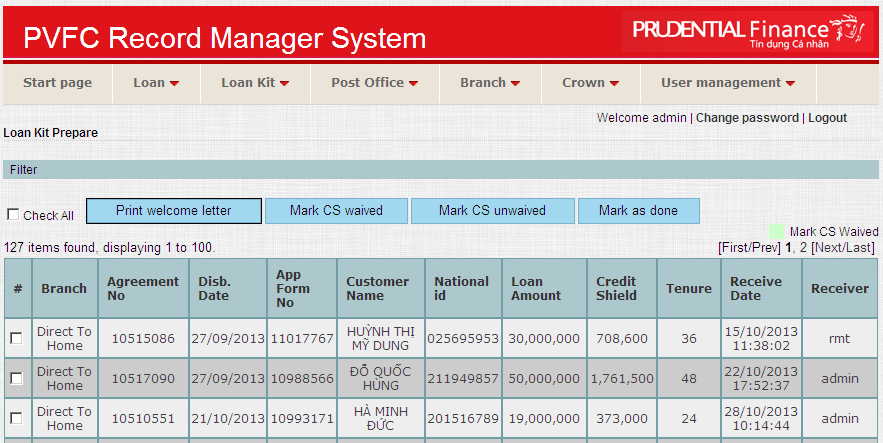 PVFC Record Manager System
PRUDENTIAL Finance
Tín dụng Cá nhân
Start page Loan Loan Kit Post Office Branch Crown User management
Welcome admin | Change password | Logout
Loan Kit Prepare
Filter
Check All Print welcome letter Mark CS waived Mark CS unwaived Mark as done
Mark CS Waived
127 items found, displaying 1 to 100. [First/Prev] 1, 2 [Next/Last]
# Branch Agreement No Disb. Date App Form No Customer Name National id Loan Amount Credit Shield Tenure Receive Date Receiver
Direct To Home 10515086 27/09/2013 11017767 HUỲNH THỊ MỸ DUNG 025695953 30,000,000 708,600 36 15/10/2013 11:38:02 rmt
Direct To Home 10517090 27/09/2013 10988566 ĐỖ QUỐC HÙNG 211949857 50,000,000 1,761,500 48 22/10/2013 17:52:37 admin
Direct To Home 10510551 21/10/2013 10993171 HÀ MINH ĐỨC 201516789 19,000,000 373,000 24 28/10/2013 10:14:44 admin